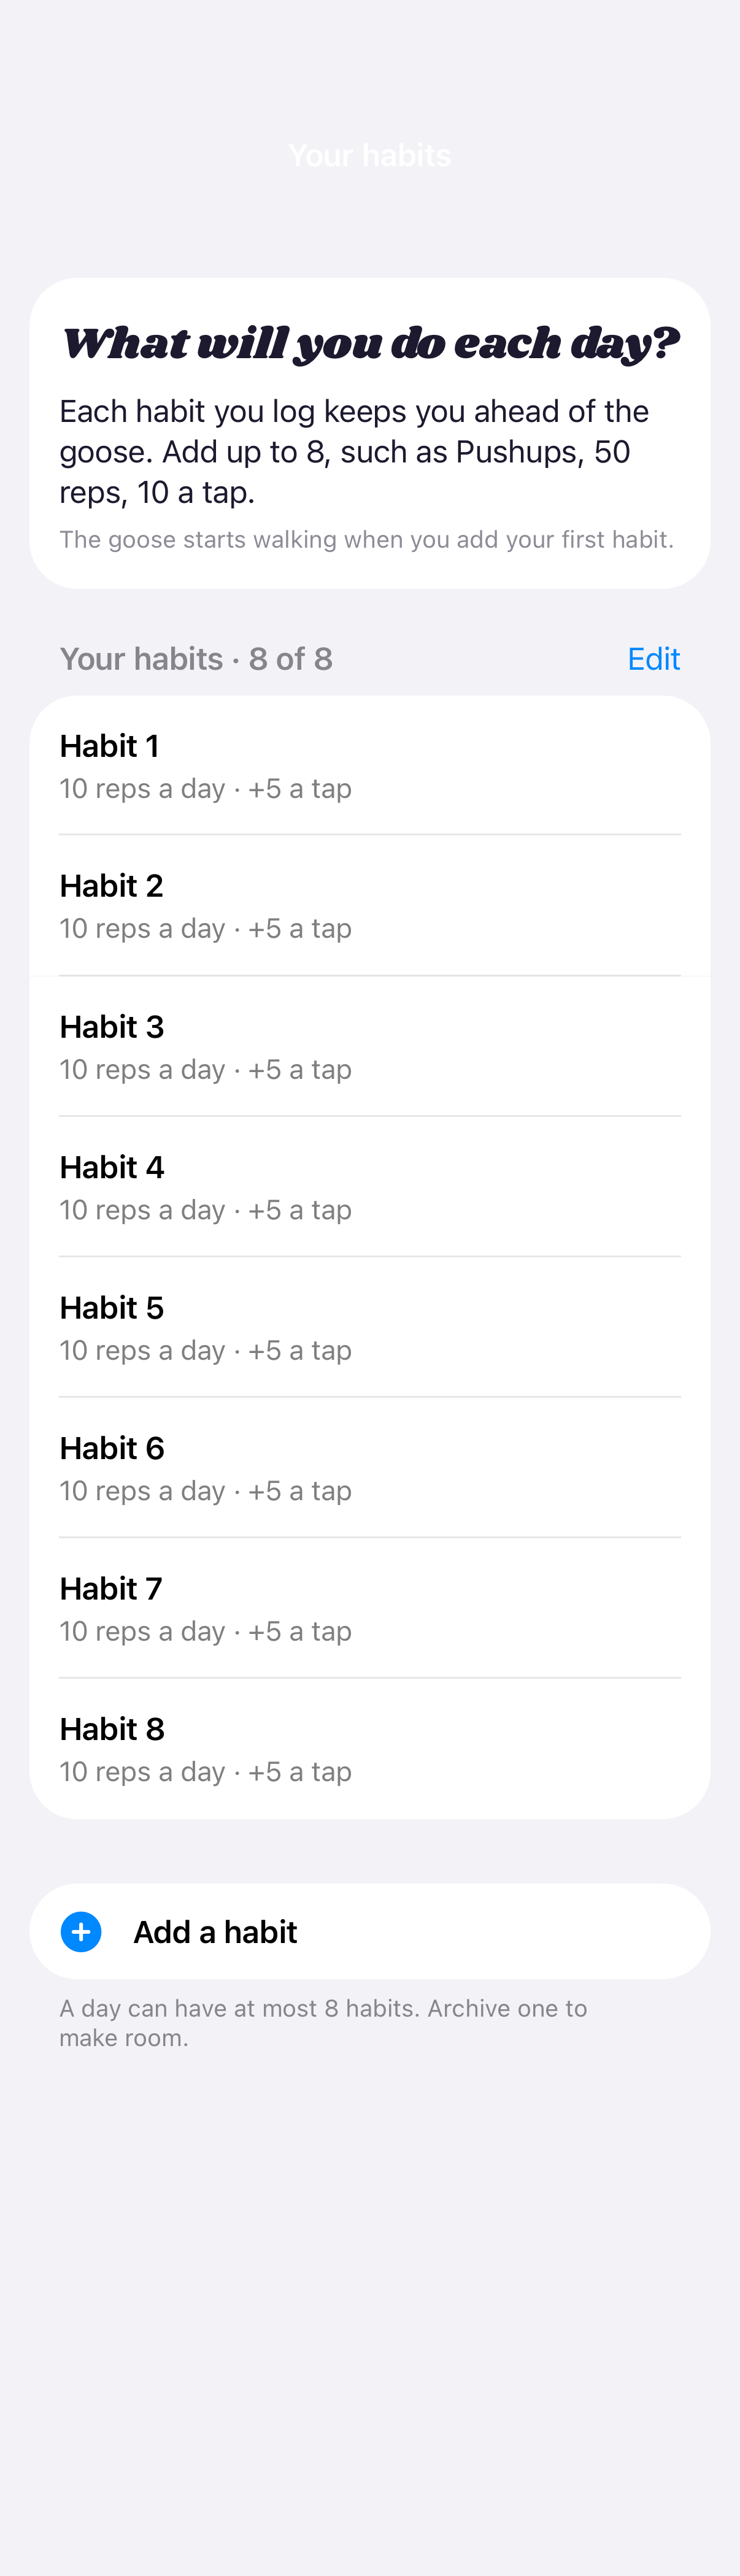 Your habits
What will you do each day?
Each habit you log keeps you ahead of the
goose. Add up to 8, such as Pushups, 50
reps, 10 a tap.
The goose starts walking when you add your first habit.
Your habits · 8 of 8
Edit
Habit 1
10 reps a day · +5 a tap
Habit 2
10 reps a day · +5 a tap
Habit 3
10 reps a day · +5 a tap
Habit 4
10 reps a day · +5 a tap
Habit 5
10 reps a day · +5 a tap
Habit 6
10 reps a day · +5 a tap
Habit 7
10 reps a day · +5 a tap
Habit 8
10 reps a day · +5 a tap
Add a habit
A day can have at most 8 habits. Archive one to
make room.